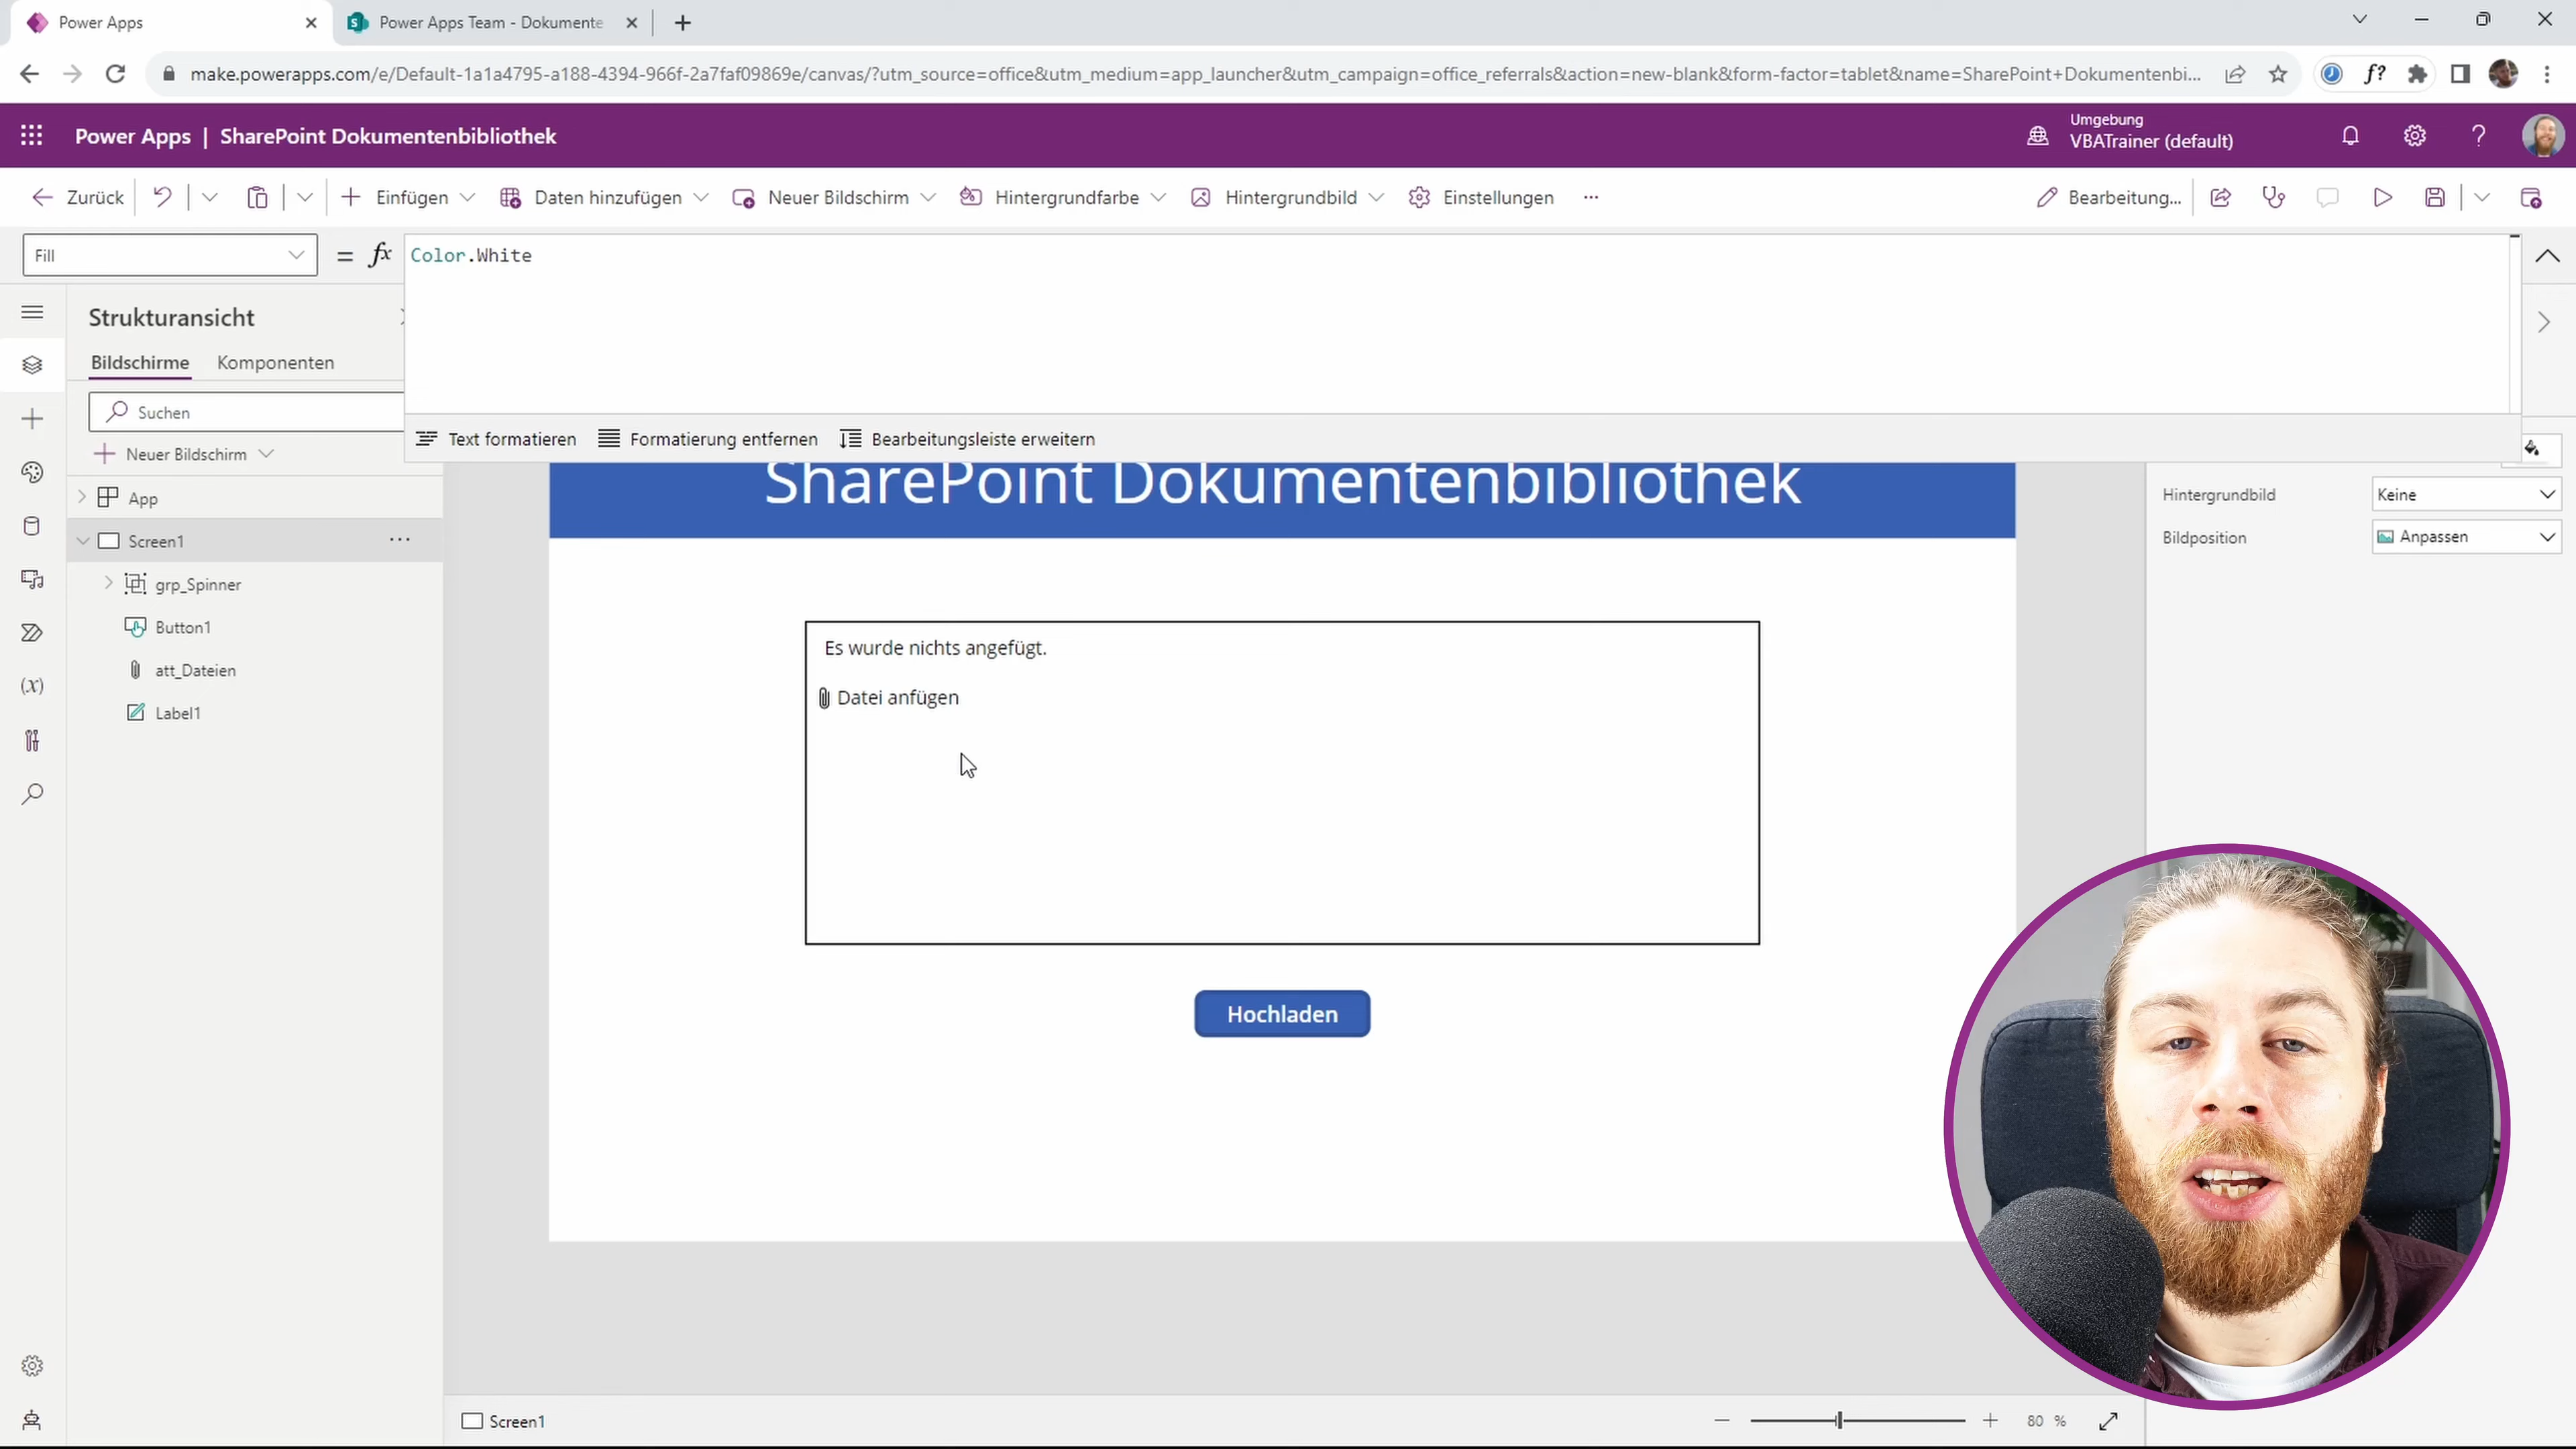 Power Apps
Power Apps Team - Dokumente
make.powerapps.com/e/Default-1a1a4795-a188-4394-966f-2a7faf09869e/canvas/?utm_source=office&utm_medium=app_launcher&utm_campaign=office_referrals&action=new-blank&form-factor=tablet&name=SharePoint+Dokumentenbi...
f?
Power Apps | SharePoint Dokumentenbibliothek
Umgebung
VBATrainer (default)
?
Zurück
Einfügen
Daten hinzufügen
Neuer Bildschirm
Hintergrundfarbe
Hintergrundbild
Einstellungen
...
Bearbeitung...
Fill
= fx
Color.White
Strukturansicht
Bildschirme
Komponenten
Suchen
Text formatieren
Formatierung entfernen
Bearbeitungsleiste erweitern
Neuer Bildschirm
SharePoint Dokumentenbibliothek
App
Screen1
...
grp_Spinner
Button1
att_Dateien
Label1
(x)
Hintergrundbild
Keine
Bildposition
Anpassen
Es wurde nichts angefügt.
Datei anfügen
Hochladen
Screen1
80 %